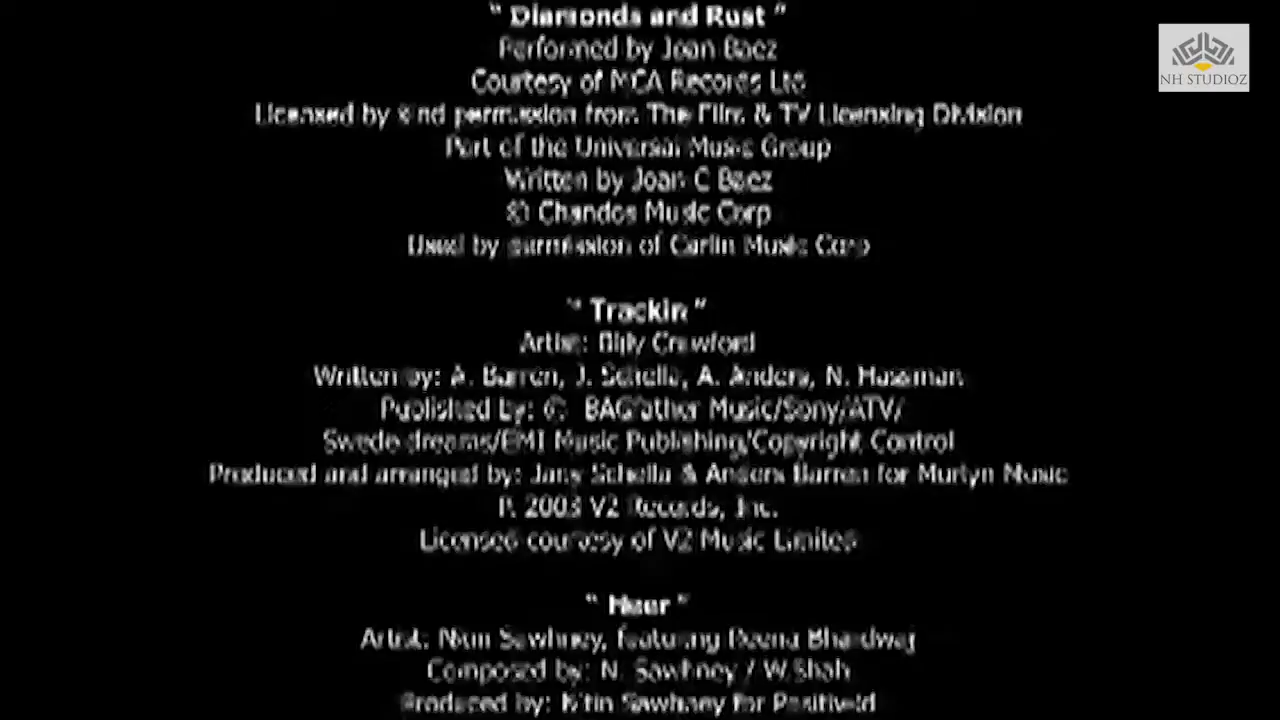 " Diamonds and Rust "
Performed by Joan Baez
Courtesy of MCA Records Ltd
Licensed by kind permission from The Film & TV Licensing Division
Part of the Universal Music Group
Written by Joan C Baez
© Chandos Music Corp
Used by permission of Carlin Music Corp
" Trackin "
Artist: Billy Crawford
Written by: A. Barren, J. Schella, A. Anders, N. Hassman
Published by: © BAGfather Music/Sony/ATV/
Swede dreams/EMI Music Publishing/Copyright Control
Produced and arranged by: Jany Schella & Anders Barren for Murlyn Music
P. 2003 V2 Records, Inc.
Licensed courtesy of V2 Music Limited
" Heer "
Artist: Nitin Sawhney, featuring Reena Bhardwaj
Composed by: N. Sawhney / W.Shah
Produced by: Nitin Sawhney for Positiv-id
NH STUDIOZ